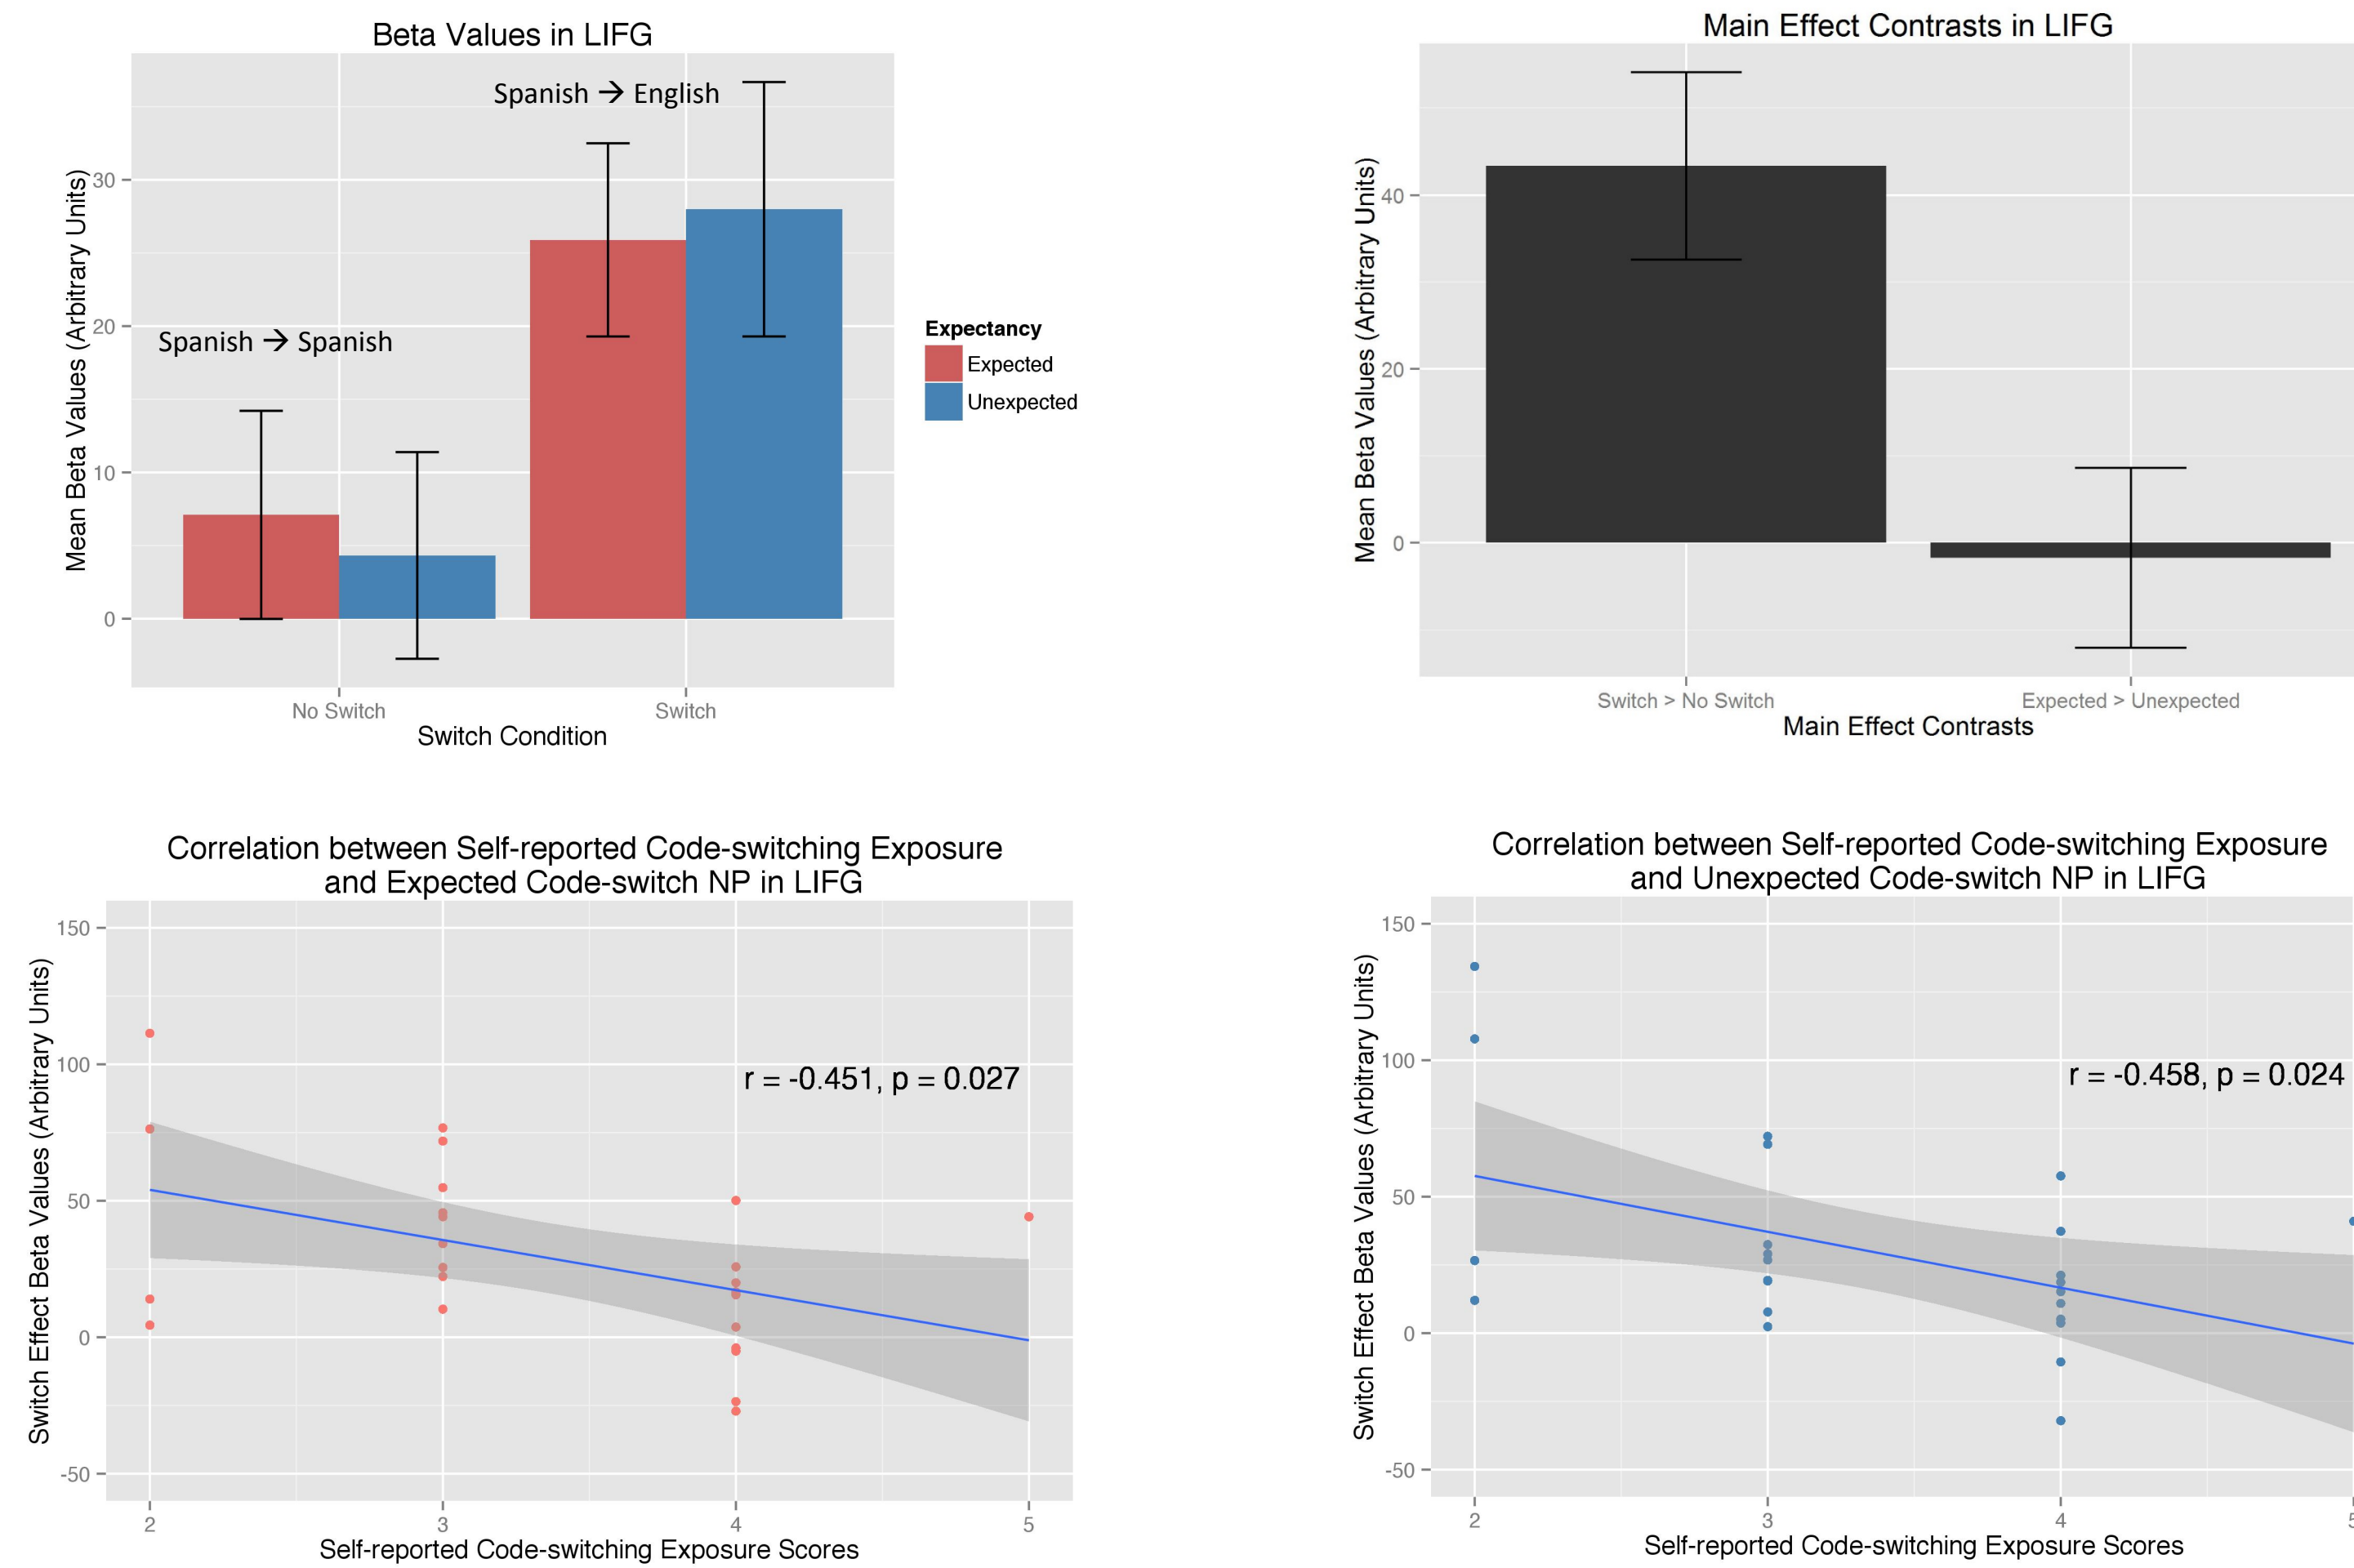 Beta Values in LIFG
Mean Beta Values (Arbitrary Units)
30
20
10
0
Spanish → English
Spanish → Spanish
No Switch
Switch
Switch Condition
Expectancy
Expected
Unexpected
Main Effect Contrasts in LIFG
Mean Beta Values (Arbitrary Units)
40
20
0
Switch > No Switch
Expected > Unexpected
Main Effect Contrasts
Correlation between Self-reported Code-switching Exposure
and Expected Code-switch NP in LIFG
Switch Effect Beta Values (Arbitrary Units)
150
100
50
0
-50
r = -0.451, p = 0.027
2
3
4
5
Self-reported Code-switching Exposure Scores
Correlation between Self-reported Code-switching Exposure
and Unexpected Code-switch NP in LIFG
Switch Effect Beta Values (Arbitrary Units)
150
100
50
0
-50
r = -0.458, p = 0.024
2
3
4
5
Self-reported Code-switching Exposure Scores